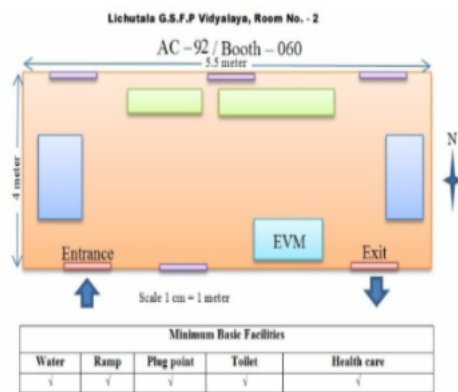 Lichutala G.S.F.P Vidyalaya, Room No. - 2
AC –92 / Booth – 060
5.5 meter
4 meter
N
Entrance
EVM
Exit
Scale 1 cm = 1 meter
Minimum Basic Facilities
Water Ramp Plug point Toilet Health care
√ √ √ √ √